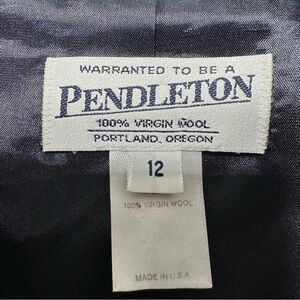 WARRANTED TO BE A
PENDLETON
100% VIRGIN WOOL
PORTLAND, OREGON
12
100% VIRGIN WOOL
MADE IN U.S.A.